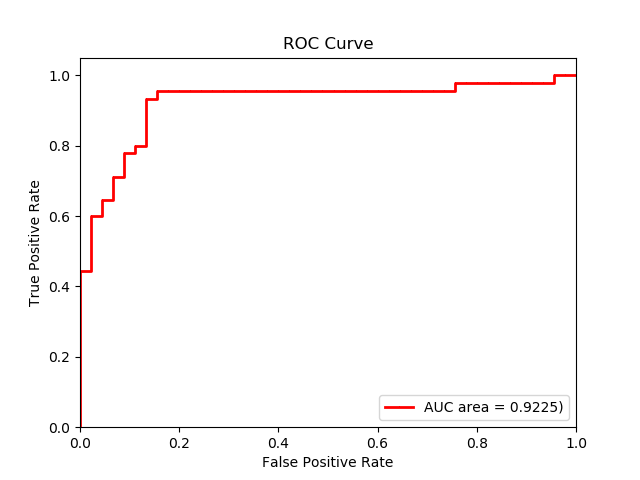 ROC Curve
True Positive Rate
1.0
0.8
0.6
0.4
0.2
0.0
AUC area = 0.9225)
0.0 0.2 0.4 0.6 0.8 1.0
False Positive Rate